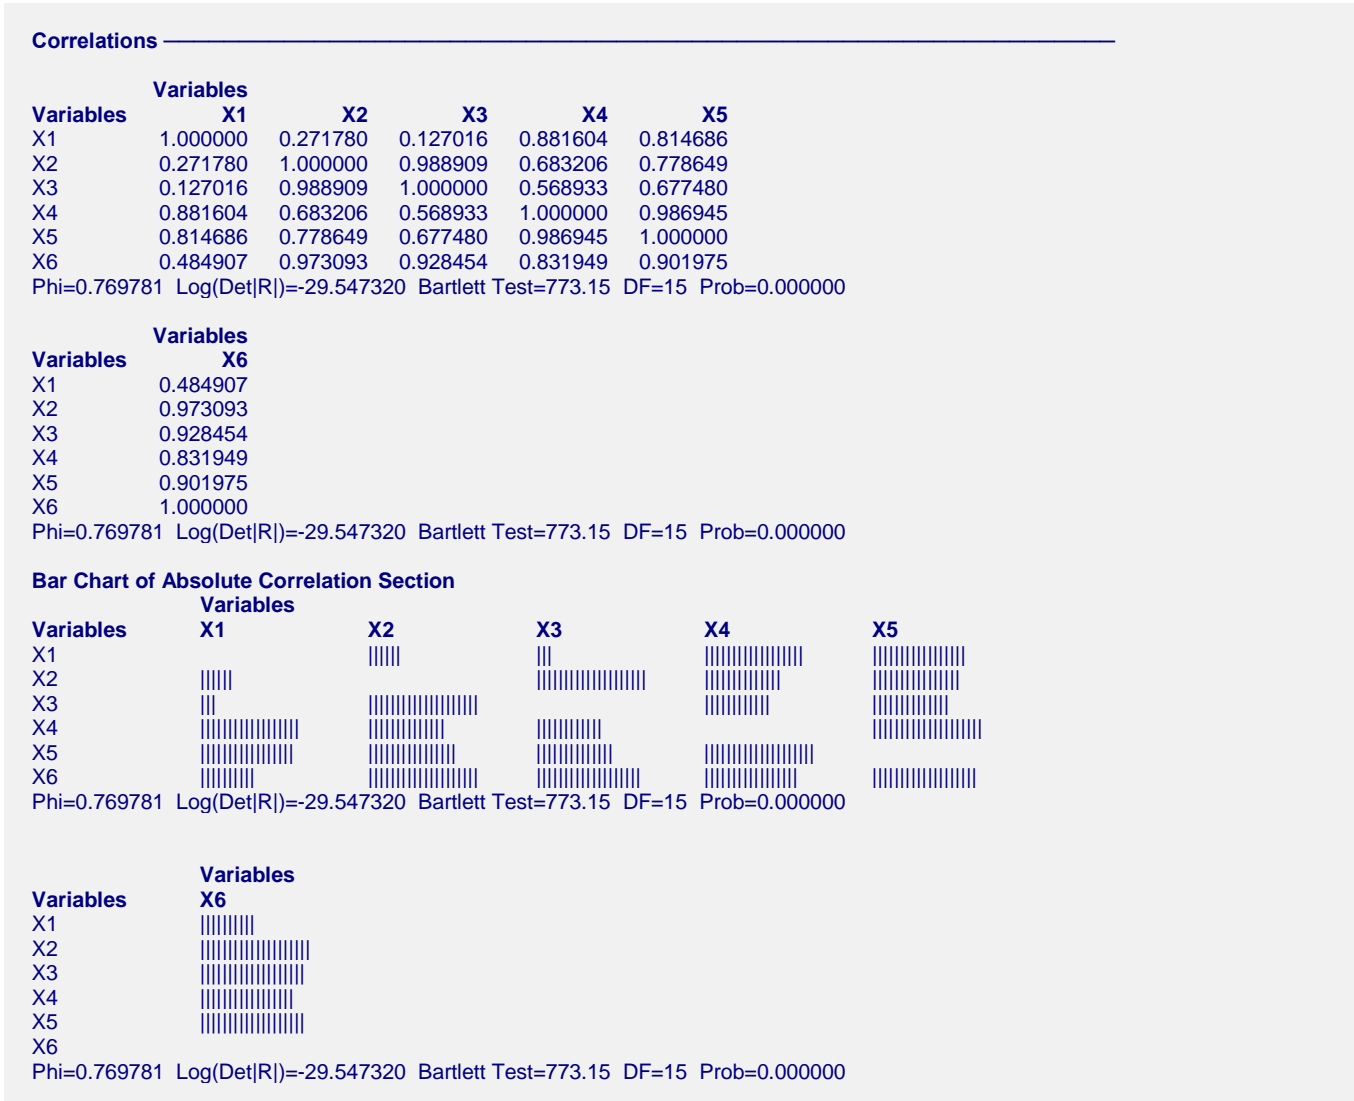 Correlations
Variables
Variables X1 X2 X3 X4 X5
X1 1.000000 0.271780 0.127016 0.881604 0.814686
X2 0.271780 1.000000 0.988909 0.683206 0.778649
X3 0.127016 0.988909 1.000000 0.568933 0.677480
X4 0.881604 0.683206 0.568933 1.000000 0.986945
X5 0.814686 0.778649 0.677480 0.986945 1.000000
X6 0.484907 0.973093 0.928454 0.831949 0.901975
Phi=0.769781 Log(Det|R|)=-29.547320 Bartlett Test=773.15 DF=15 Prob=0.000000
Variables
Variables X6
X1 0.484907
X2 0.973093
X3 0.928454
X4 0.831949
X5 0.901975
X6 1.000000
Phi=0.769781 Log(Det|R|)=-29.547320 Bartlett Test=773.15 DF=15 Prob=0.000000
Bar Chart of Absolute Correlation Section
Variables
Variables X1 X2 X3 X4 X5
X1 |||||| ||| |||||||||||||||||| |||||||||||||||||
X2 |||||| |||||||||||||||||||| |||||||||||||| ||||||||||||||||
X3 ||| |||||||||||||||||||| |||||||||||| ||||||||||||||
X4 |||||||||||||||||| |||||||||||||| |||||||||||| ||||||||||||||||||||
X5 ||||||||||||||||| |||||||||||||||| |||||||||||||| ||||||||||||||||||||
X6 |||||||||| |||||||||||||||||||| ||||||||||||||||||| ||||||||||||||||| |||||||||||||||||||
Phi=0.769781 Log(Det|R|)=-29.547320 Bartlett Test=773.15 DF=15 Prob=0.000000
Variables
Variables X6
X1 ||||||||||
X2 ||||||||||||||||||||
X3 |||||||||||||||||||
X4 |||||||||||||||||
X5 |||||||||||||||||||
X6
Phi=0.769781 Log(Det|R|)=-29.547320 Bartlett Test=773.15 DF=15 Prob=0.000000